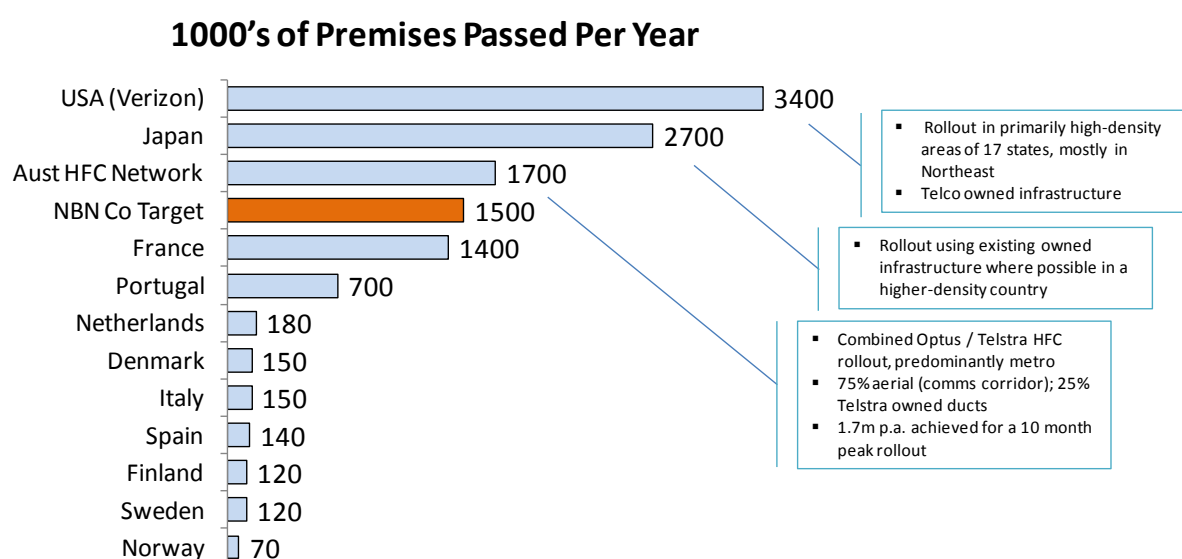 1000’s of Premises Passed Per Year
USA (Verizon) 3400
Japan 2700
Aust HFC Network 1700
NBN Co Target 1500
France 1400
Portugal 700
Netherlands 180
Denmark 150
Italy 150
Spain 140
Finland 120
Sweden 120
Norway 70
▪ Rollout in primarily high-density
areas of 17 states, mostly in
Northeast
▪ Telco owned infrastructure
▪ Rollout using existing owned
infrastructure where possible in a
higher-density country
▪ Combined Optus / Telstra HFC
rollout, predominantly metro
▪ 75% aerial (comms corridor); 25%
Telstra owned ducts
▪ 1.7m p.a. achieved for a 10 month
peak rollout